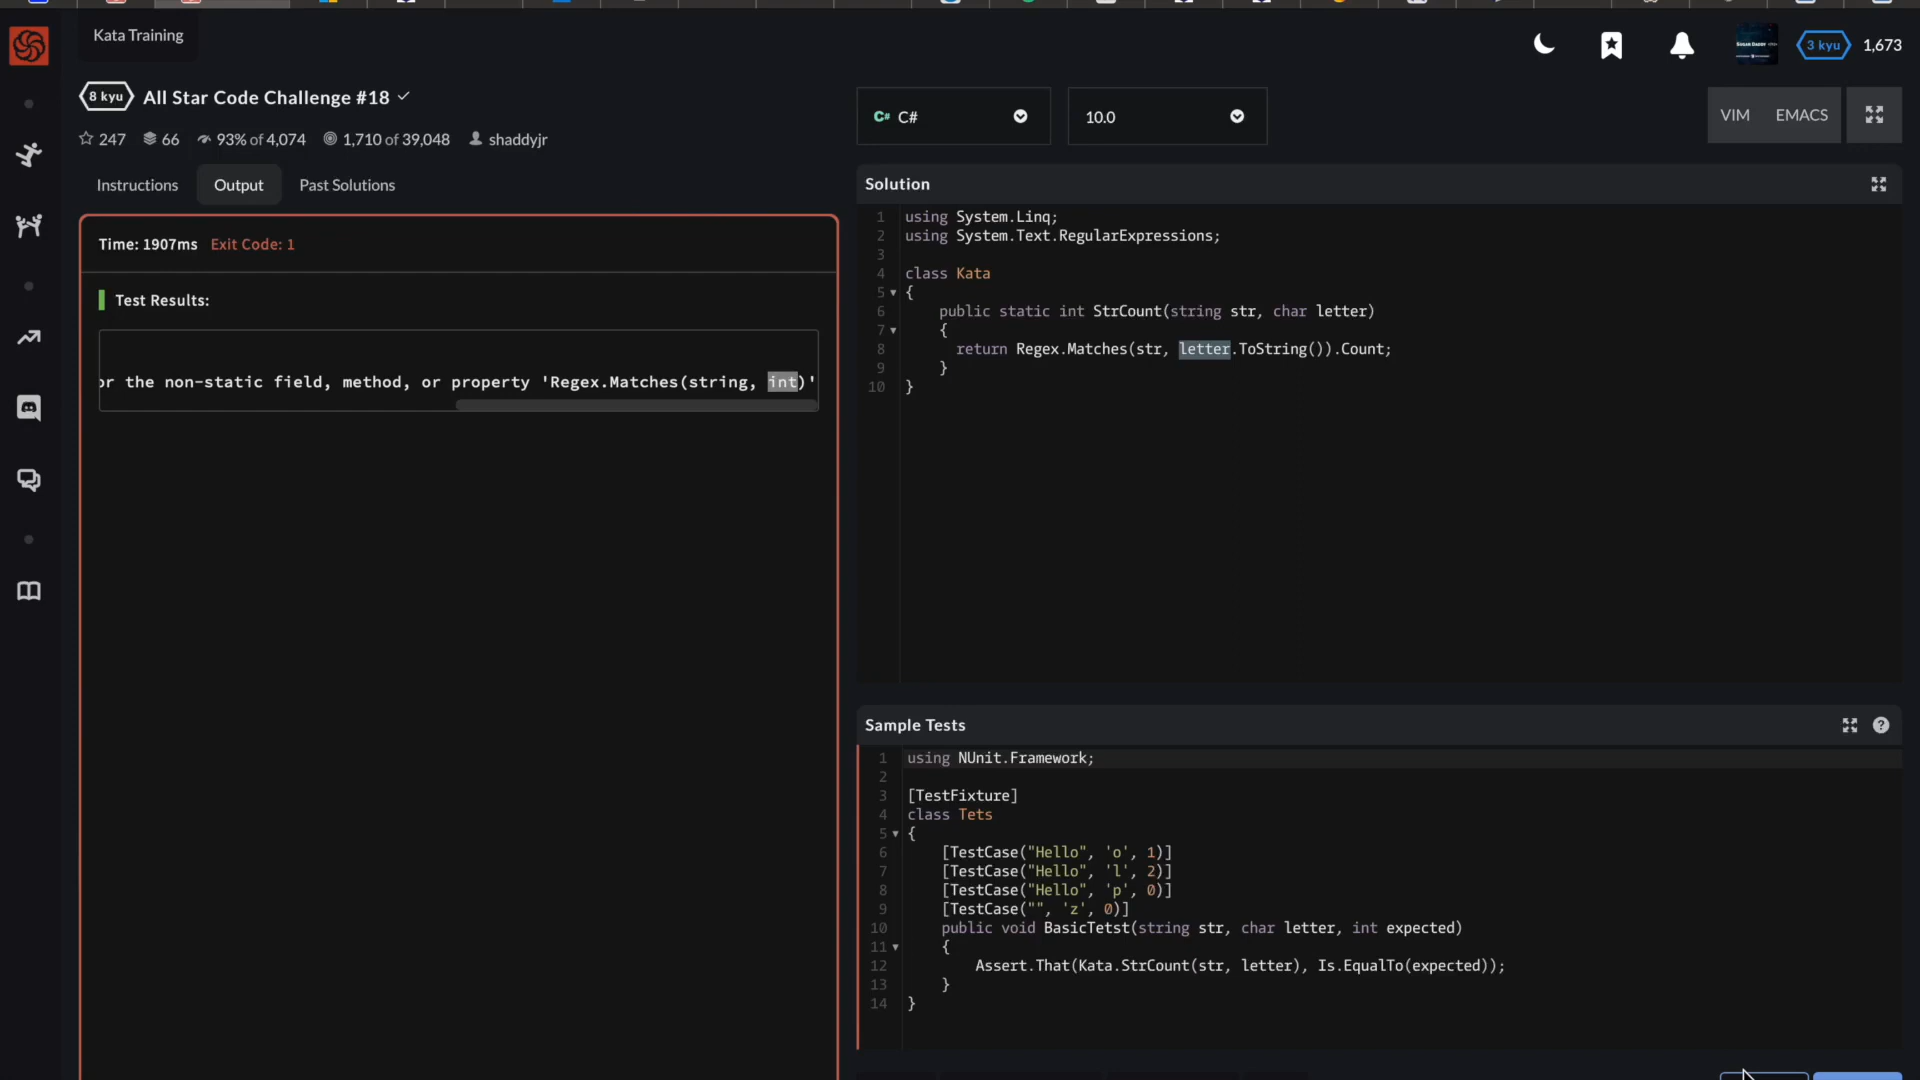 Kata Training
3 kyu 1,673
8 kyu All Star Code Challenge #18
247 66 93% of 4,074 1,710 of 39,048 shaddyjr
C# C#
10.0
VIM EMACS
Instructions Output Past Solutions
Time: 1907ms Exit Code: 1
Test Results:
or the non-static field, method, or property 'Regex.Matches(string, int)'
Solution
1 using System.Linq;
2 using System.Text.RegularExpressions;
3
4 class Kata
5 {
6 public static int StrCount(string str, char letter)
7 {
8 return Regex.Matches(str, letter.ToString()).Count;
9 }
10 }
Sample Tests
1 using NUnit.Framework;
2
3 [TestFixture]
4 class Tets
5 {
6 [TestCase("Hello", 'o', 1)]
7 [TestCase("Hello", 'l', 2)]
8 [TestCase("Hello", 'p', 0)]
9 [TestCase("", 'z', 0)]
10 public void BasicTetst(string str, char letter, int expected)
11 {
12 Assert.That(Kata.StrCount(str, letter), Is.EqualTo(expected));
13 }
14 }